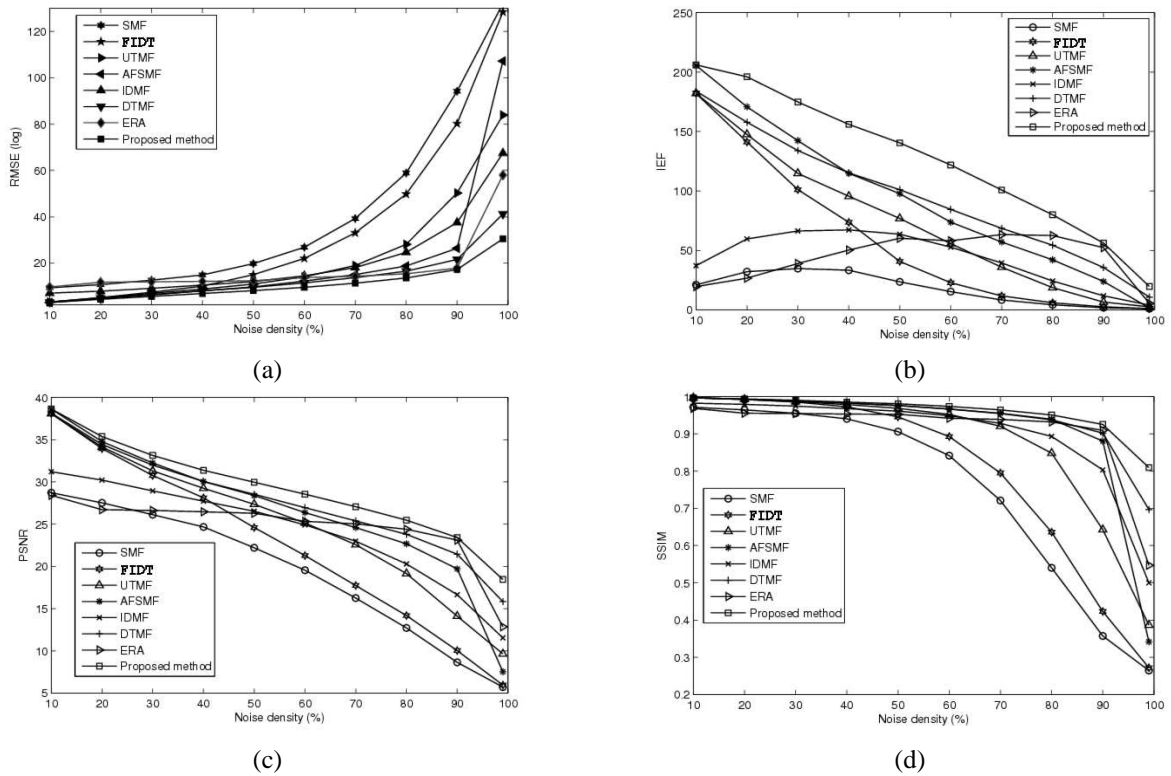 RMSE (log)
120
100
80
60
40
20
SMF
FIDT
UTMF
AFSMF
IDMF
DTMF
ERA
Proposed method
10 20 30 40 50 60 70 80 90 100
Noise density (%)
(a)
IEF
250
200
150
100
50
0
SMF
FIDT
UTMF
AFSMF
IDMF
DTMF
ERA
Proposed method
10 20 30 40 50 60 70 80 90 100
Noise density (%)
(b)
PSNR
40
35
30
25
20
15
10
5
SMF
FIDT
UTMF
AFSMF
IDMF
DTMF
ERA
Proposed method
10 20 30 40 50 60 70 80 90 100
Noise density (%)
(c)
SSIM
1
0.9
0.8
0.7
0.6
0.5
0.4
0.3
0.2
SMF
FIDT
UTMF
AFSMF
IDMF
DTMF
ERA
Proposed method
10 20 30 40 50 60 70 80 90 100
Noise density (%)
(d)